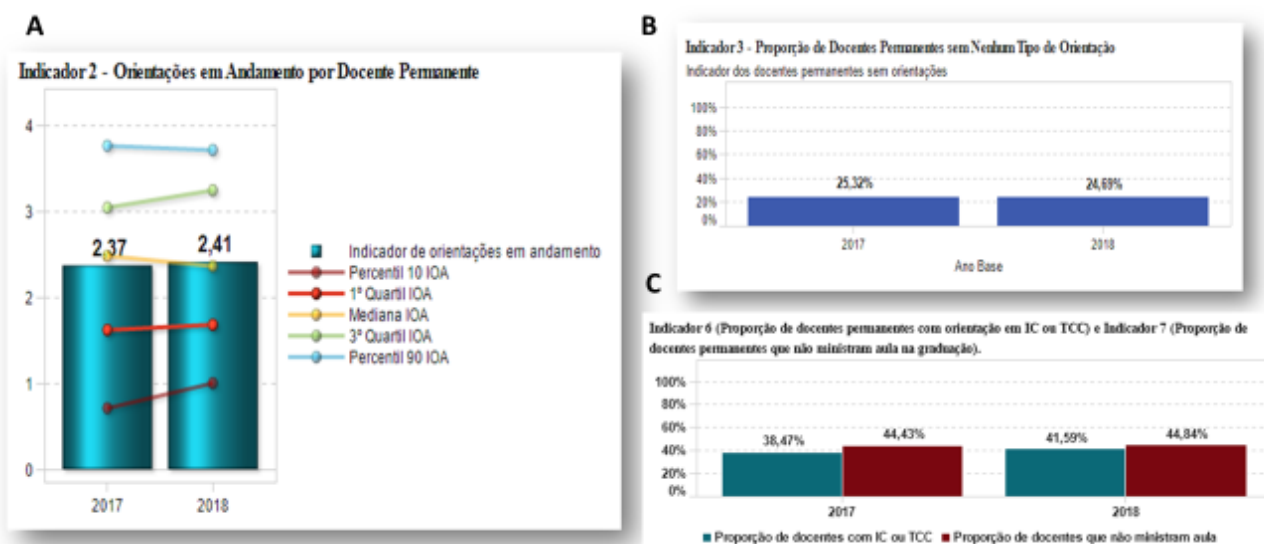 A
Indicador 2 - Orientações em Andamento por Docente Permanente
4
3
2
1
0
2,37
2,41
2017
2018
Indicador de orientações em andamento
Percentil 10 IOA
1º Quartil IOA
Mediana IOA
3º Quartil IOA
Percentil 90 IOA
B
Indicador 3 - Proporção de Docentes Permanentes sem Nenhum Tipo de Orientação
Indicador dos docentes permanentes sem orientações
100%
80%
60%
40%
20%
0%
25,32%
24,69%
2017
2018
Ano Base
C
Indicador 6 (Proporção de docentes permanentes com orientação em IC ou TCC) e Indicador 7 (Proporção de
docentes permanentes que não ministram aula na graduação).
100%
80%
60%
40%
20%
0%
38,47%
44,43%
41,59%
44,84%
2017
2018
Proporção de docentes com IC ou TCC
Proporção de docentes que não ministram aula